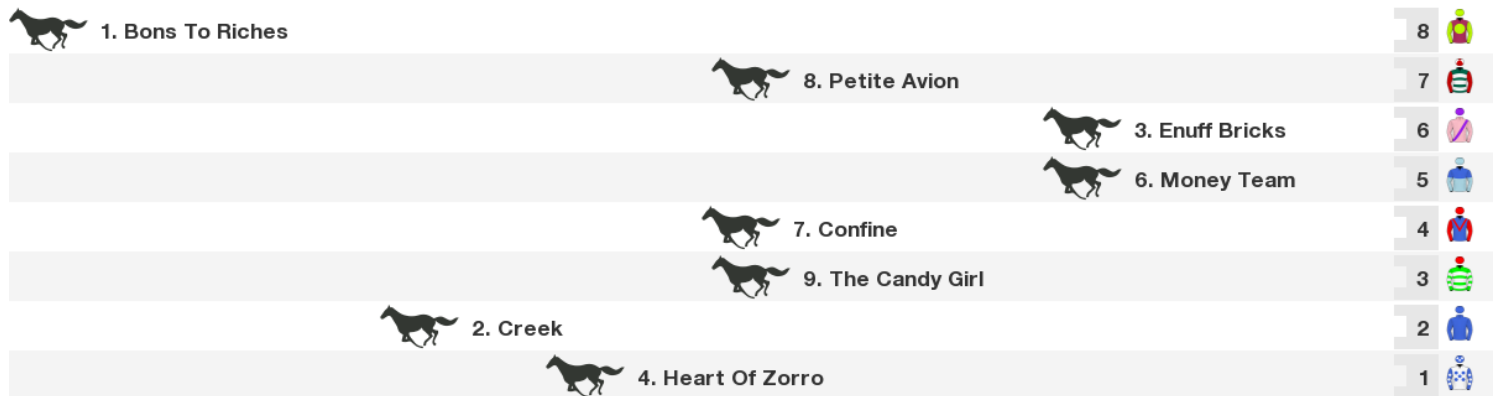 1. Bons To Riches 8
8. Petite Avion 7
3. Enuff Bricks 6
6. Money Team 5
7. Confine 4
9. The Candy Girl 3
2. Creek 2
4. Heart Of Zorro 1